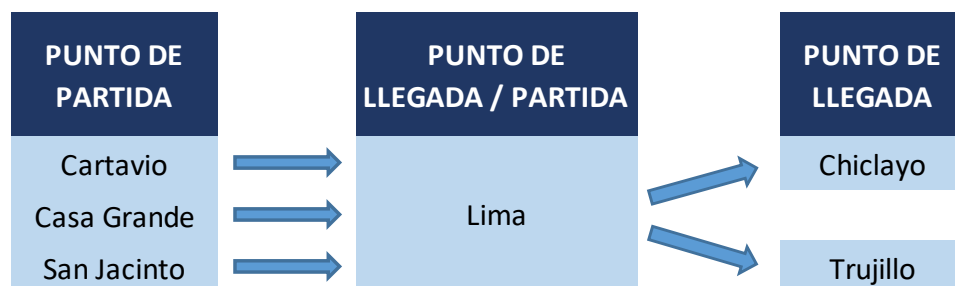 PUNTO DE
PARTIDA
PUNTO DE
LLEGADA / PARTIDA
PUNTO DE
LLEGADA
Cartavio
Casa Grande
San Jacinto
Lima
Chiclayo
Trujillo